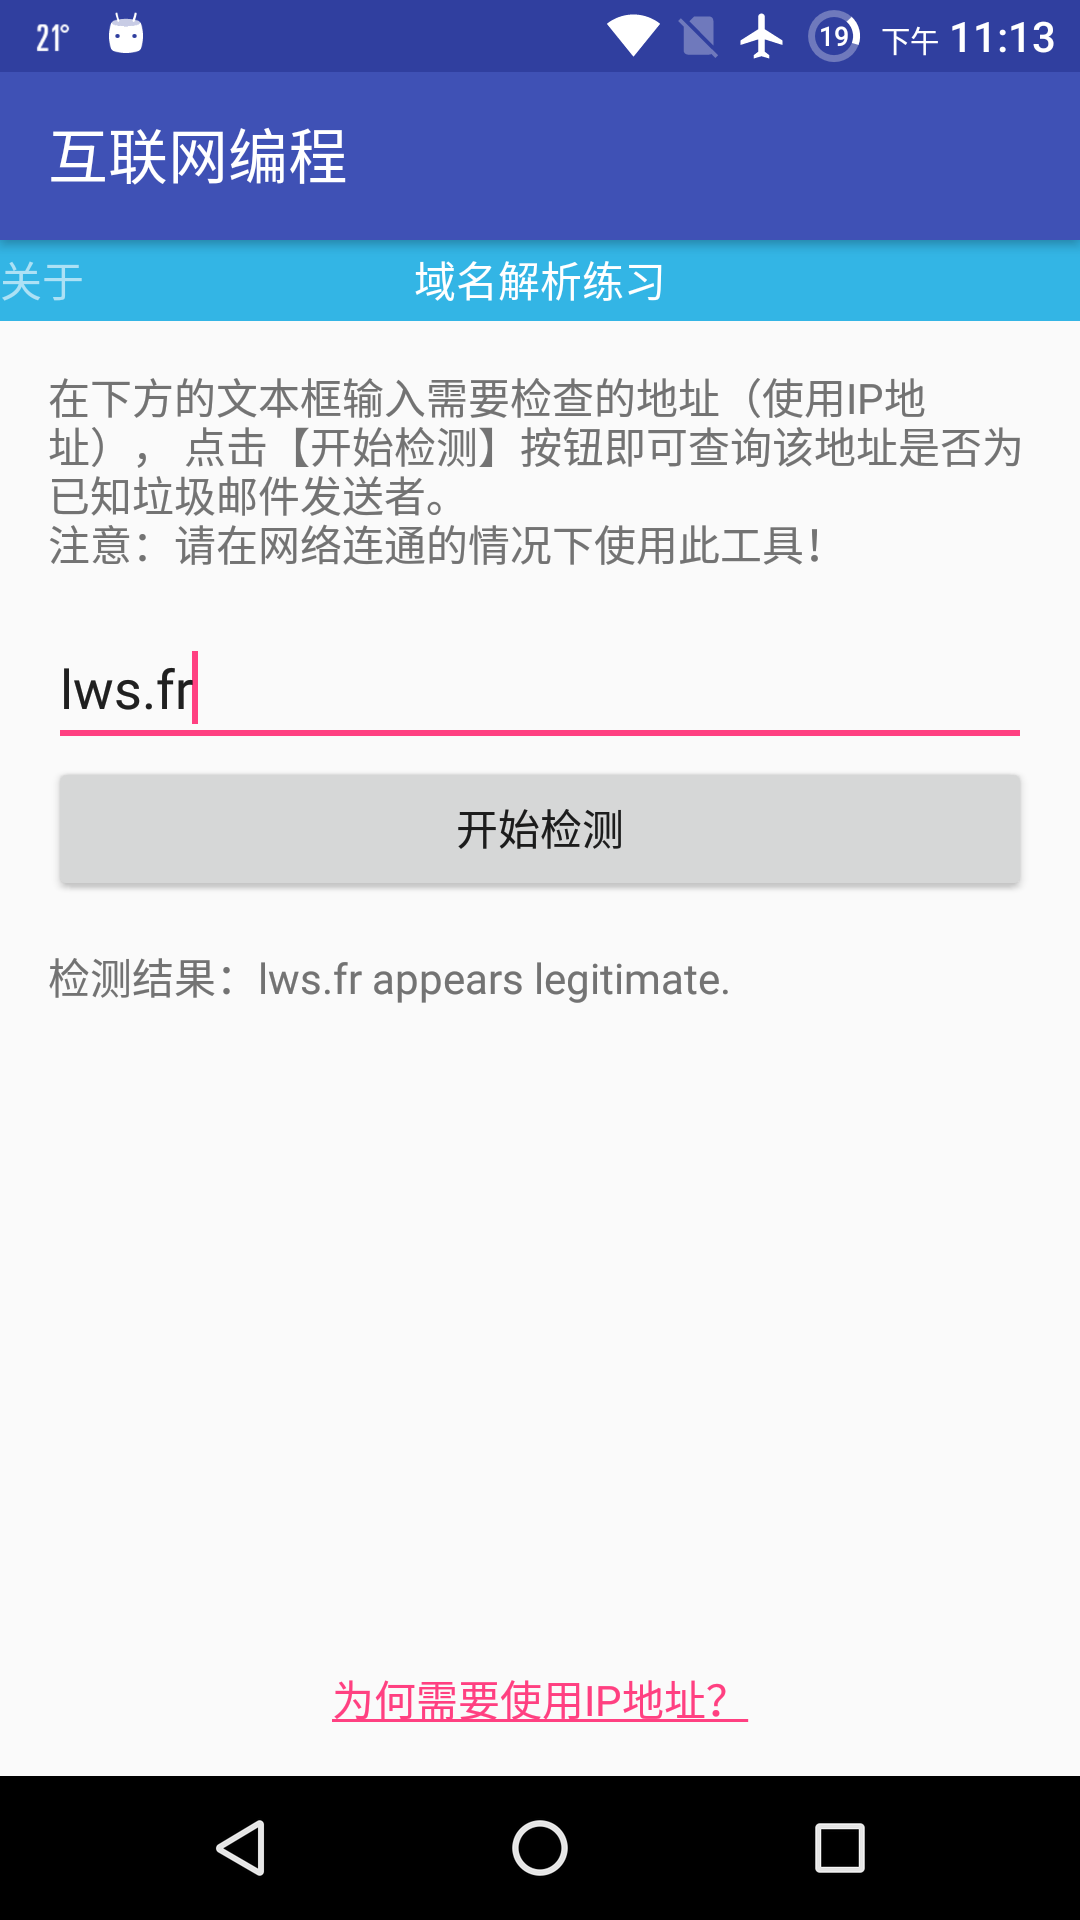 21°
19
下午 11:13
互联网编程
关于
域名解析练习
在下方的文本框输入需要检查的地址（使用IP地
址），点击【开始检测】按钮即可查询该地址是否为
已知垃圾邮件发送者。
注意：请在网络连通的情况下使用此工具！
lws.fr
开始检测
检测结果：lws.fr appears legitimate.
为何需要使用IP地址？